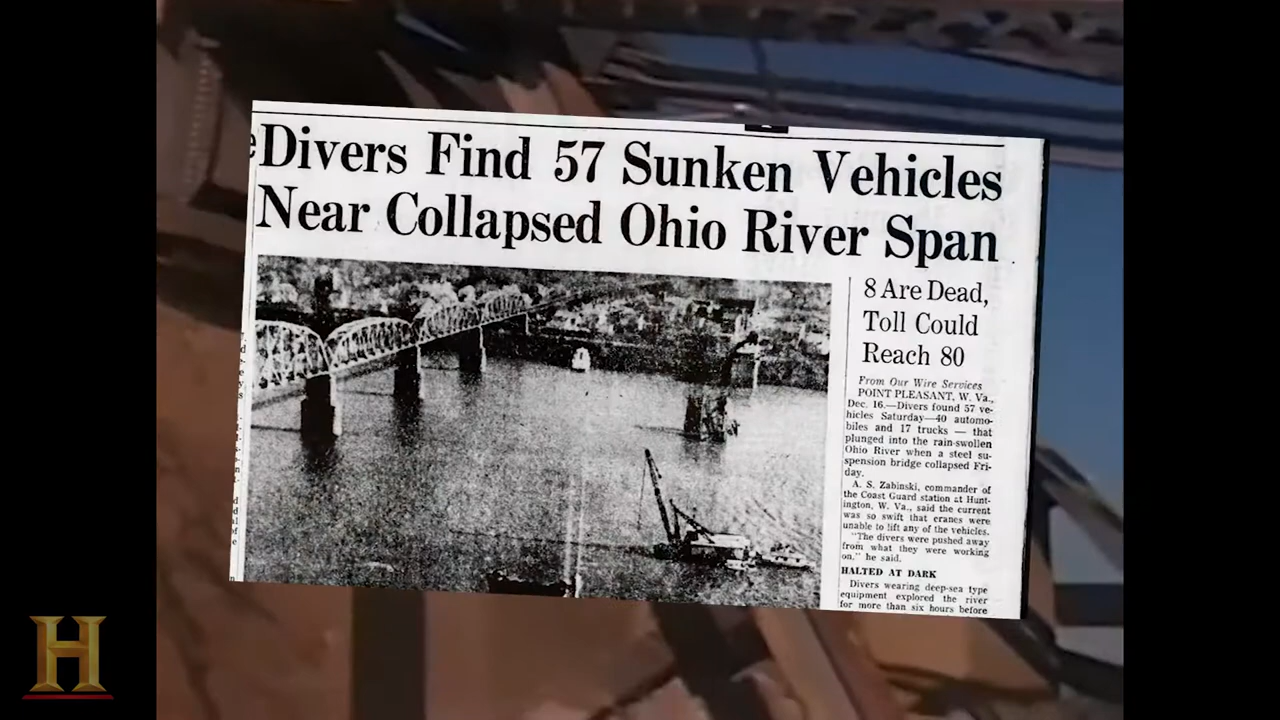 Divers Find 57 Sunken Vehicles
Near Collapsed Ohio River Span
8 Are Dead,
Toll Could
Reach 80
From Our Wire Services
POINT PLEASANT, W. Va.,
Dec. 16.—Divers found 57 ve-
hicles Saturday—40 automo-
biles and 17 trucks — that
plunged into the rain-swollen
Ohio River when a steel su-
spension bridge collapsed Fri-
day.
A. S. Zabinski, commander of
the Coast Guard station at Hunt-
ington, W. Va., said the current
was so swift that cranes were
unable to lift any of the vehicles.
"The divers were pushed away
from what they were working
on," he said.
HALTED AT DARK
Divers wearing deep-sea type
equipment explored the river
for more than six hours before
H